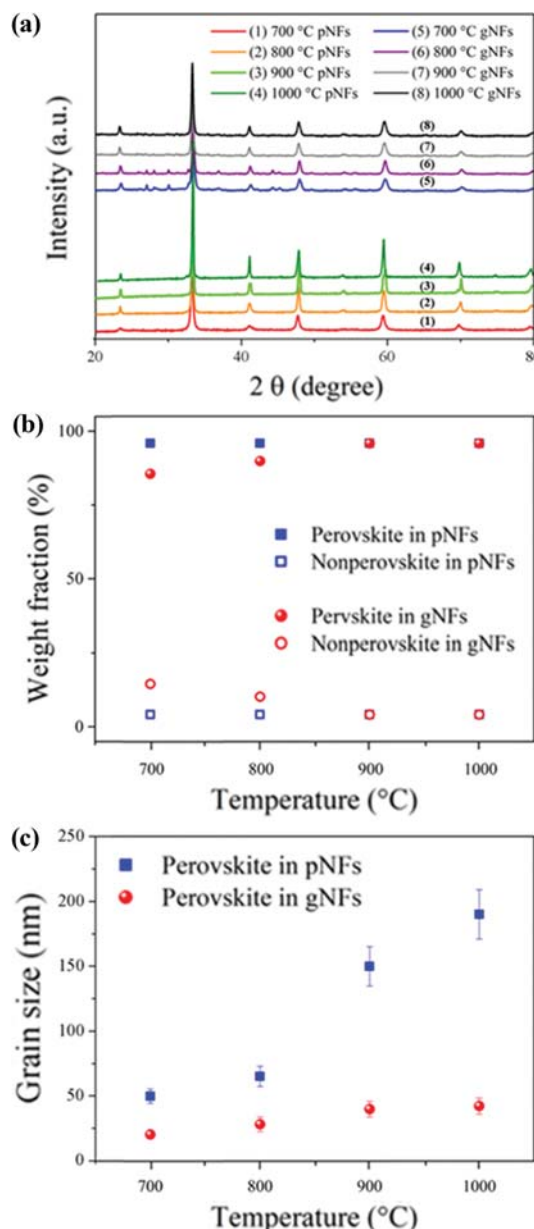 (a)
(1) 700 °C pNFs (5) 700 °C gNFs
(2) 800 °C pNFs (6) 800 °C gNFs
(3) 900 °C pNFs (7) 900 °C gNFs
(4) 1000 °C pNFs (8) 1000 °C gNFs
Intensity (a.u.)
(8)
(7)
(6)
(5)
(4)
(3)
(2)
(1)
20 40 60 80
2 θ (degree)
(b)
Weight fraction (%)
100
50
0
Perovskite in pNFs
Nonperovskite in pNFs
Pervskite in gNFs
Nonperovskite in gNFs
700 800 900 1000
Temperature (°C)
(c)
Grain size (nm)
250
200
150
100
50
0
Perovskite in pNFs
Perovskite in gNFs
700 800 900 1000
Temperature (°C)